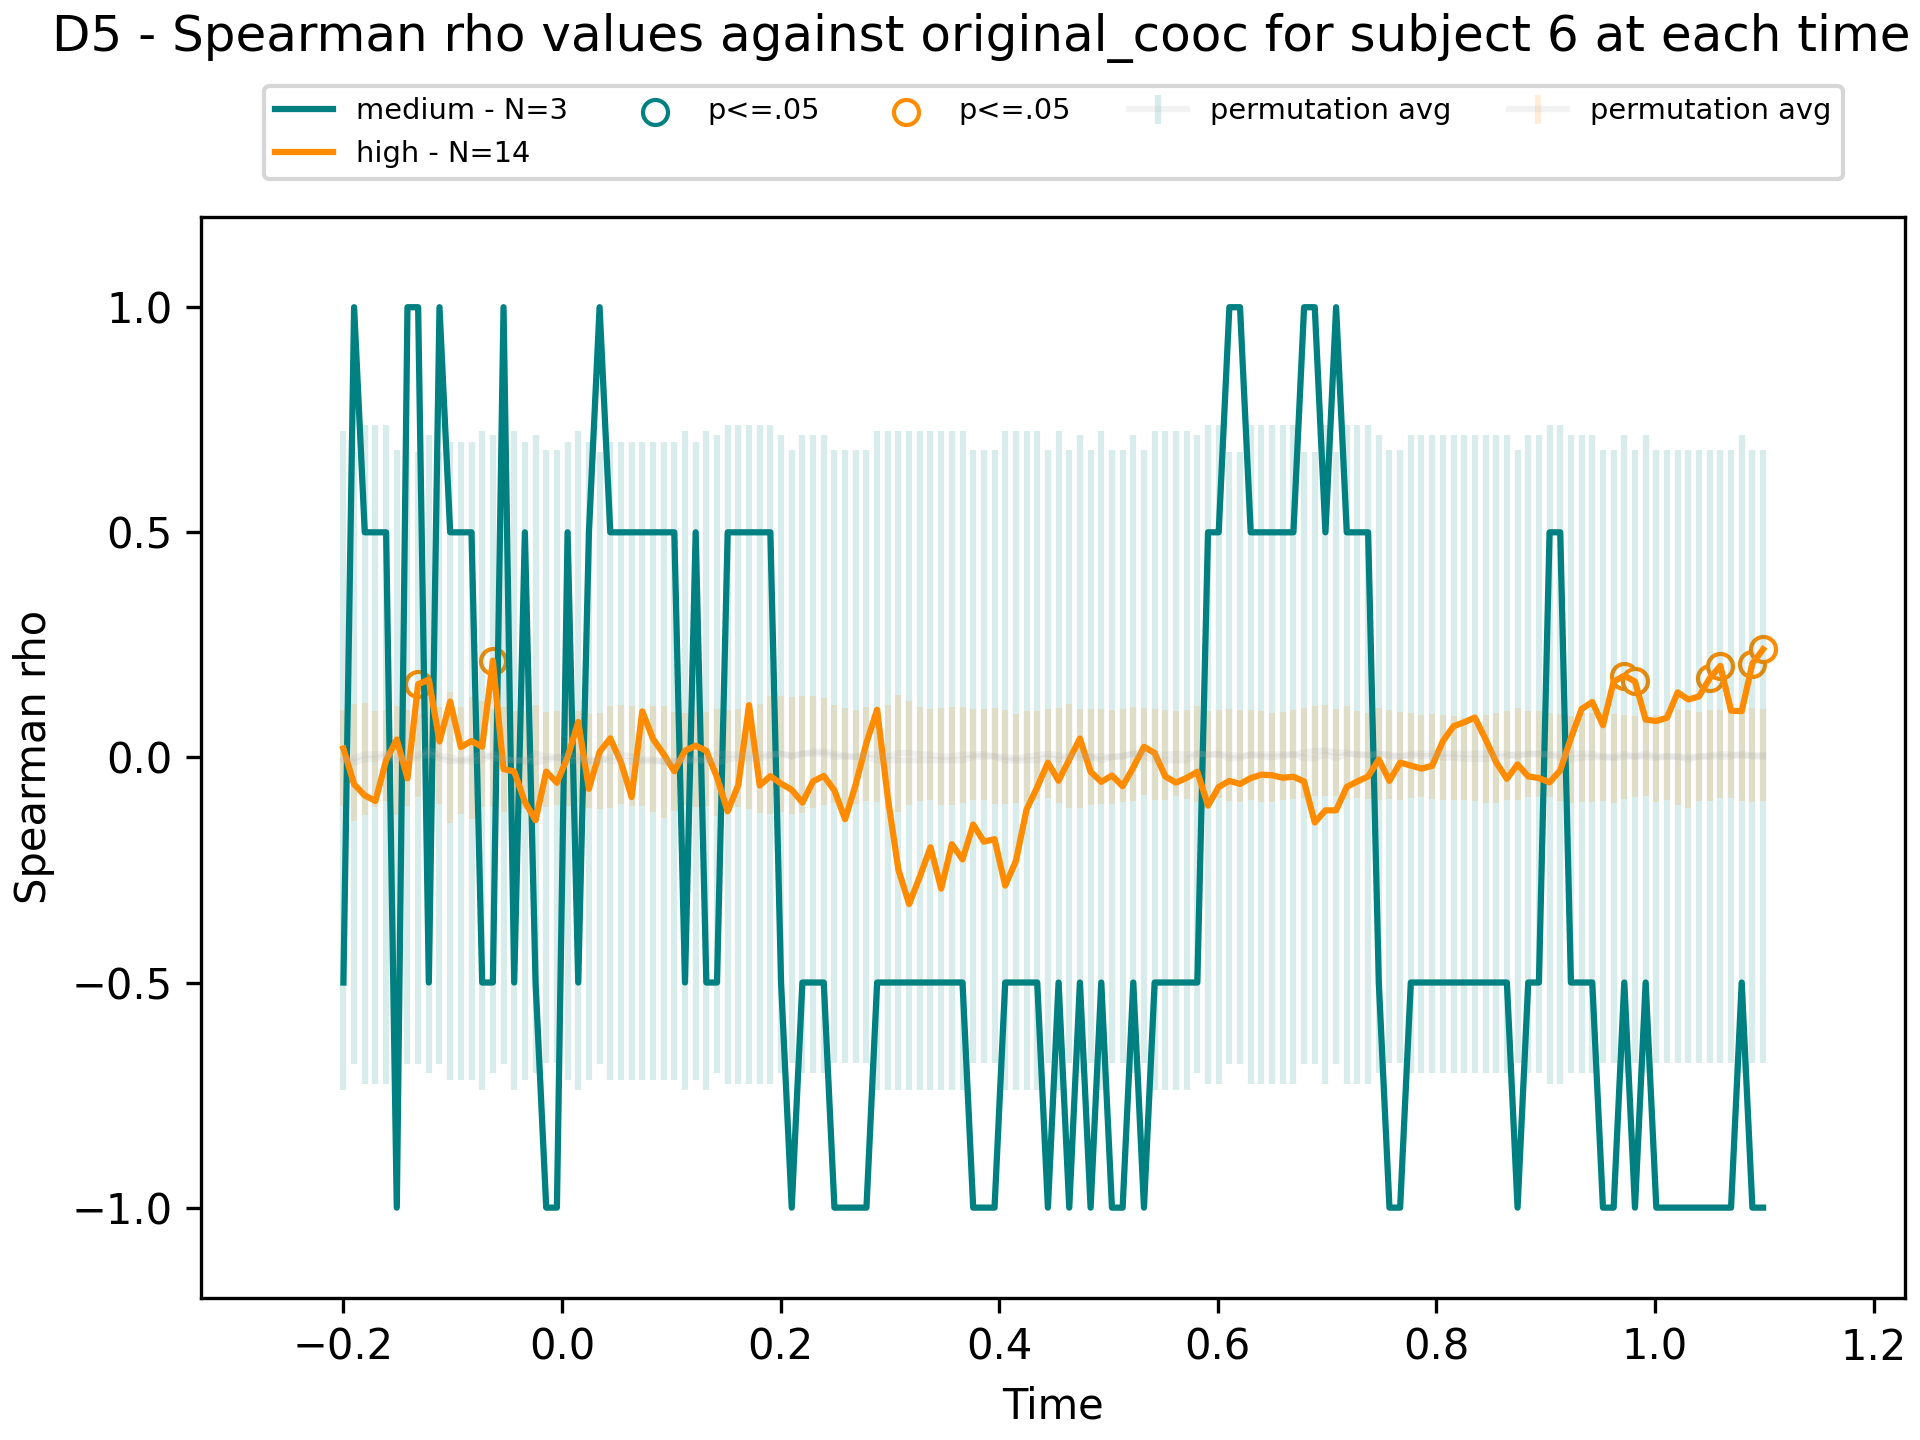 D5 - Spearman rho values against original_cooc for subject 6 at each time
medium - N=3
high - N=14
p<=.05
p<=.05
permutation avg
permutation avg
Spearman rho
1.0
0.5
0.0
−0.5
−1.0
−0.2
0.0
0.2
0.4
0.6
0.8
1.0
1.2
Time